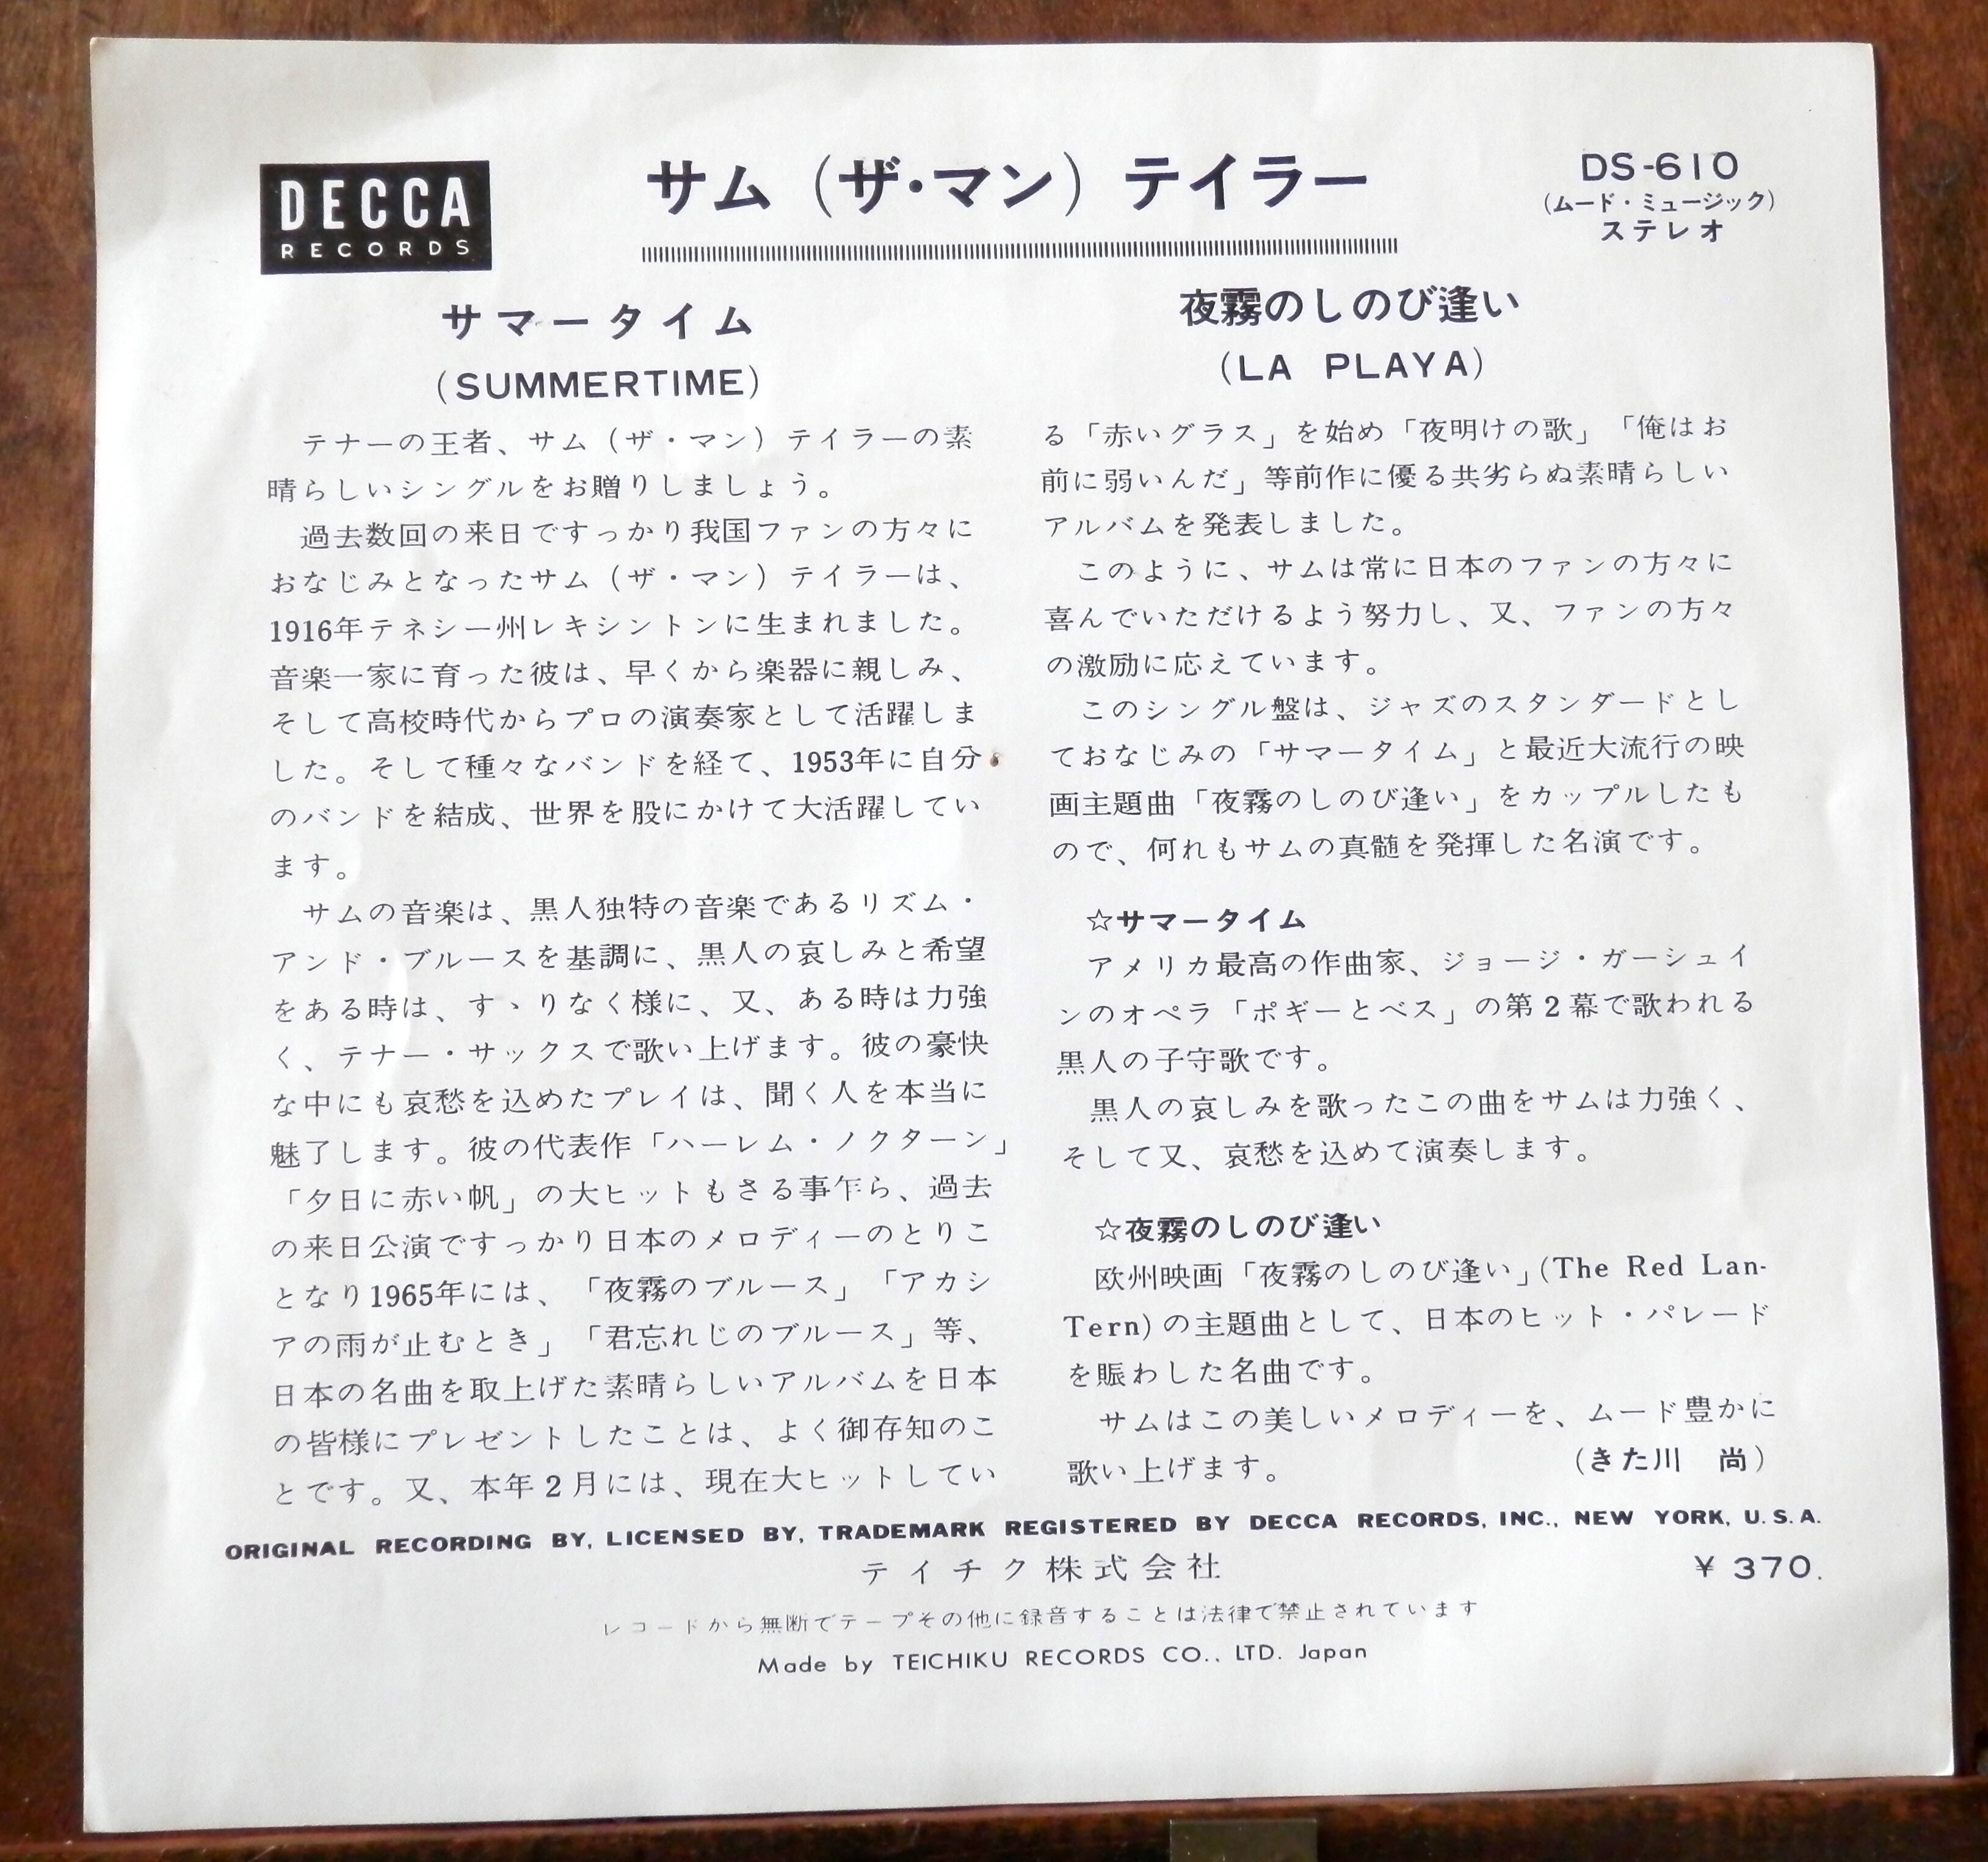 DECCA
RECORDS
サム（ザ・マン）テイラー
DS-610
（ムード・ミュージック）
ステレオ
サマータイム
（SUMMERTIME）
テナーの王者、サム（ザ・マン）テイラーの素
晴らしいシングルをお贈りしましょう。
過去数回の来日ですっかり我国ファンの方々に
おなじみとなったサム（ザ・マン）テイラーは、
1916年テネシー州レキシントンに生まれました。
音楽一家に育った彼は、早くから楽器に親しみ、
そして高校時代からプロの演奏家として活躍しま
した。そして種々なバンドを経て、1953年に自分
のバンドを結成、世界を股にかけて大活躍してい
ます。
サムの音楽は、黒人独特の音楽であるリズム・
アンド・ブルースを基調に、黒人の哀しみと希望
をある時は、すゝりなく様に、又、ある時は力強
く、テナー・サックスで歌い上げます。彼の豪快
な中にも哀愁を込めたプレイは、聞く人を本当に
魅了します。彼の代表作「ハーレム・ノクターン」
「夕日に赤い帆」の大ヒットもさる事乍ら、過去
の来日公演ですっかり日本のメロディーのとりこ
となり1965年には、「夜霧のブルース」「アカシ
アの雨が止むとき」「君忘れじのブルース」等、
日本の名曲を取上げた素晴らしいアルバムを日本
の皆様にプレゼントしたことは、よく御存知のこ
とです。又、本年2月には、現在大ヒットしてい
夜霧のしのび逢い
（LA PLAYA）
る「赤いグラス」を始め「夜明けの歌」「俺はお
前に弱いんだ」等前作に優る共劣らぬ素晴らしい
アルバムを発表しました。
このように、サムは常に日本のファンの方々に
喜んでいただけるよう努力し、又、ファンの方々
の激励に応えています。
このシングル盤は、ジャズのスタンダードとし
ておなじみの「サマータイム」と最近大流行の映
画主題曲「夜霧のしのび逢い」をカップルしたも
ので、何れもサムの真髄を発揮した名演です。
☆サマータイム
アメリカ最高の作曲家、ジョージ・ガーシュイ
ンのオペラ「ポギーとベス」の第2幕で歌われる
黒人の子守歌です。
黒人の哀しみを歌ったこの曲をサムは力強く、
そして又、哀愁を込めて演奏します。
☆夜霧のしのび逢い
欧州映画「夜霧のしのび逢い」(The Red Lan-
Tern)の主題曲として、日本のヒット・パレード
を賑わした名曲です。
サムはこの美しいメロディーを、ムード豊かに
歌い上げます。 （きた川 尚）
ORIGINAL RECORDING BY, LICENSED BY, TRADEMARK REGISTERED BY DECCA RECORDS, INC., NEW YORK, U.S.A.
テイチク株式会社
¥370.
レコードから無断でテープその他に録音することは法律で禁止されています
Made by TEICHIKU RECORDS CO., LTD. Japan